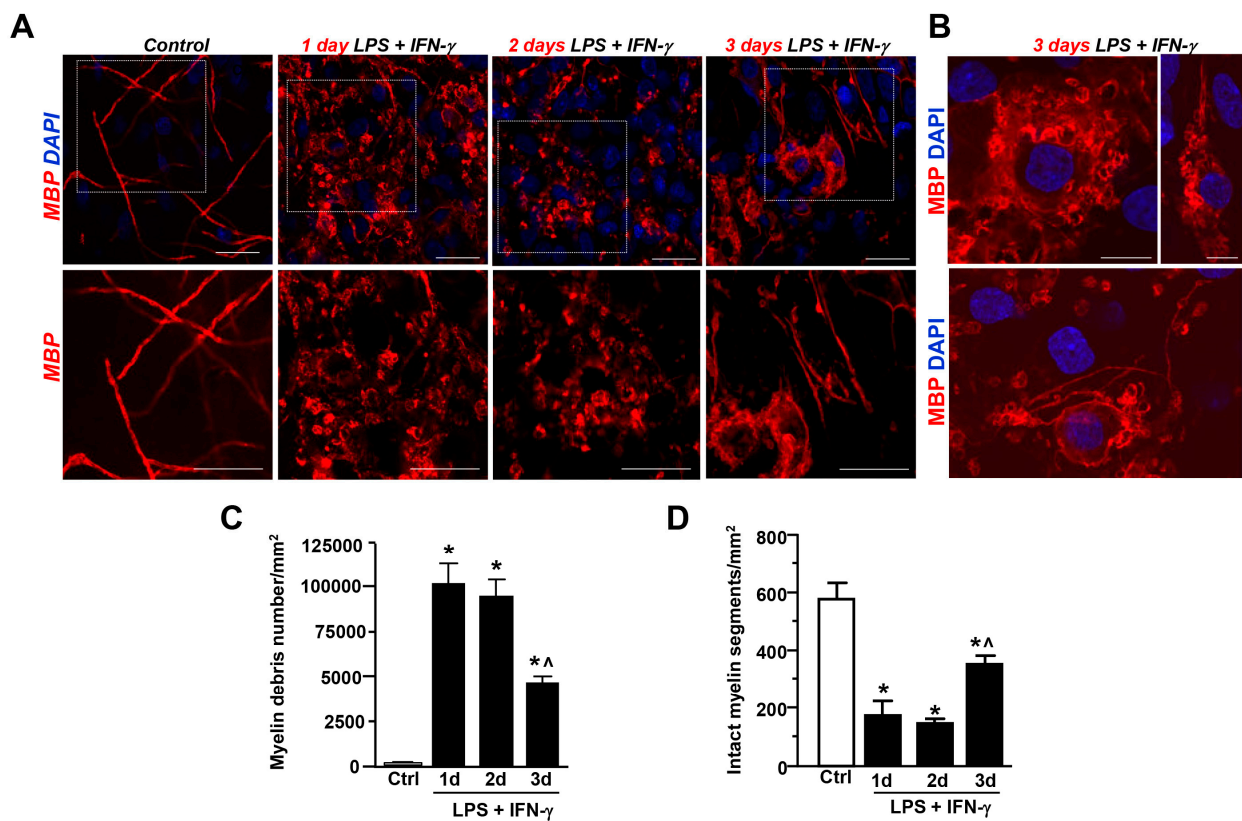 A
B
Control
1 day LPS + IFN-γ
2 days LPS + IFN-γ
3 days LPS + IFN-γ
3 days LPS + IFN-γ
MBP DAPI
MBP DAPI
MBP
MBP DAPI
C
D
Myelin debris number/mm²
125000
100000
75000
5000
2500
0
*
*
*^
Ctrl
1d
2d
3d
LPS + IFN-γ
Intact myelin segments/mm²
800
600
400
200
0
*
*
*^
Ctrl
1d
2d
3d
LPS + IFN-γ